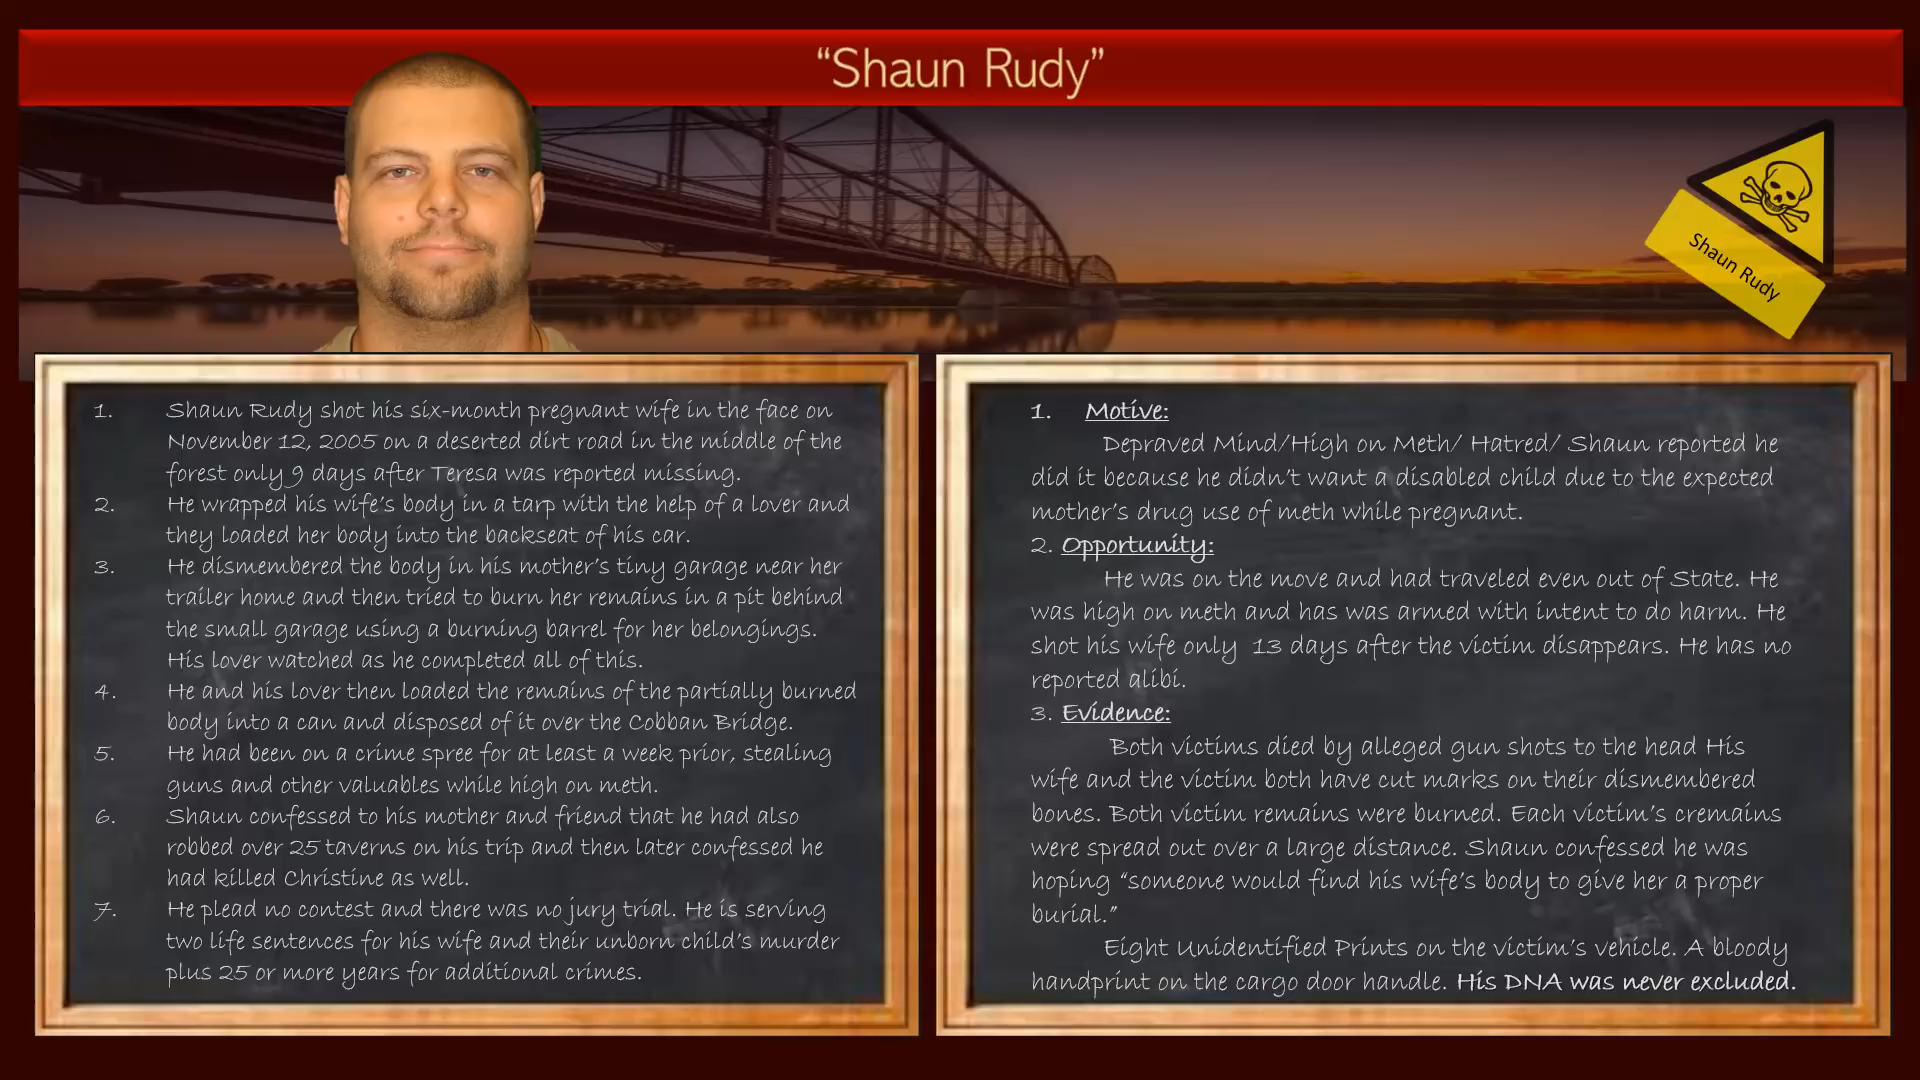 “Shaun Rudy”
Shaun Rudy
1. Shaun Rudy shot his six-month pregnant wife in the face on
November 12, 2005 on a deserted dirt road in the middle of the
forest only 9 days after Teresa was reported missing.
2. He wrapped his wife’s body in a tarp with the help of a lover and
they loaded her body into the backseat of his car.
3. He dismembered the body in his mother’s tiny garage near her
trailer home and then tried to burn her remains in a pit behind
the small garage using a burning barrel for her belongings.
His lover watched as he completed all of this.
4. He and his lover then loaded the remains of the partially burned
body into a can and disposed of it over the Cobban Bridge.
5. He had been on a crime spree for at least a week prior, stealing
guns and other valuables while high on meth.
6. Shaun confessed to his mother and friend that he had also
robbed over 25 taverns on his trip and then later confessed he
had killed Christine as well.
7. He plead no contest and there was no jury trial. He is serving
two life sentences for his wife and their unborn child’s murder
plus 25 or more years for additional crimes.
1. Motive:
Depraved Mind/High on Meth/ Hatred/ Shaun reported he
did it because he didn’t want a disabled child due to the expected
mother’s drug use of meth while pregnant.
2. Opportunity:
He was on the move and had traveled even out of State. He
was high on meth and has was armed with intent to do harm. He
shot his wife only 13 days after the victim disappears. He has no
reported alibi.
3. Evidence:
Both victims died by alleged gun shots to the head His
wife and the victim both have cut marks on their dismembered
bones. Both victim remains were burned. Each victim’s cremains
were spread out over a large distance. Shaun confessed he was
hoping “someone would find his wife’s body to give her a proper
burial.”
Eight Unidentified Prints on the victim’s vehicle. A bloody
handprint on the cargo door handle. His DNA was never excluded.